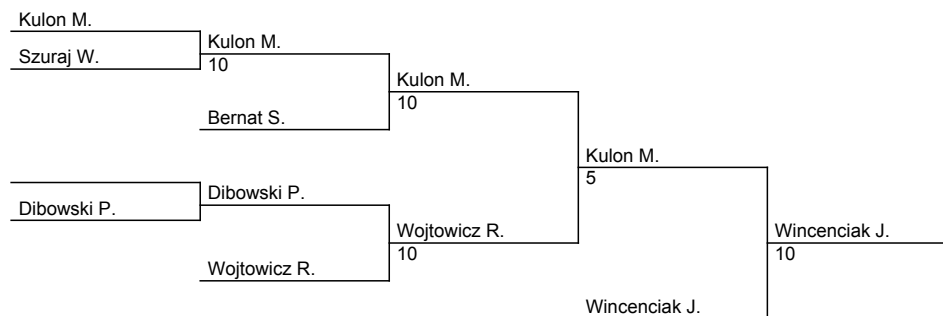 Kulon M.
Szuraj W.
Kulon M.
10
Bernat S.
Kulon M.
10
Dibowski P.
Dibowski P.
Wojtowicz R.
Wojtowicz R.
10
Kulon M.
5
Wincenciak J.
Wincenciak J.
10